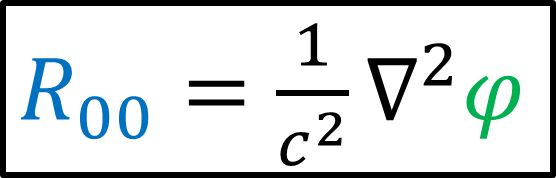 R₀₀ = 1/c² ∇²φ